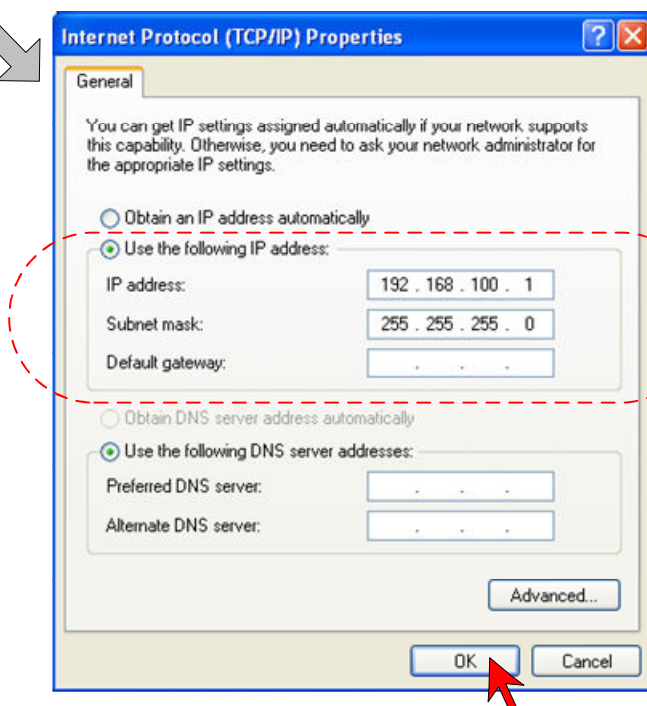 Internet Protocol (TCP/IP) Properties
General
You can get IP settings assigned automatically if your network supports
this capability. Otherwise, you need to ask your network administrator for
the appropriate IP settings.
Obtain an IP address automatically
Use the following IP address:
IP address: 192 . 168 . 100 . 1
Subnet mask: 255 . 255 . 255 . 0
Default gateway: . . .
Obtain DNS server address automatically
Use the following DNS server addresses:
Preferred DNS server: . . .
Alternate DNS server: . . .
Advanced...
OK Cancel